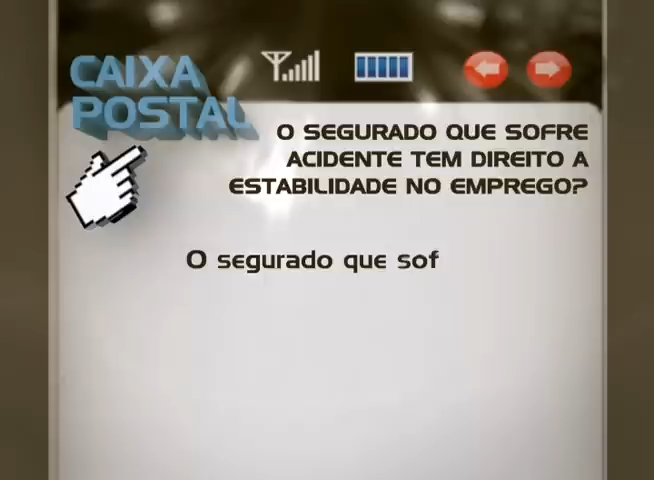 CAIXA
POSTAL
O SEGURADO QUE SOFRE
ACIDENTE TEM DIREITO A
ESTABILIDADE NO EMPREGO?
O segurado que sof